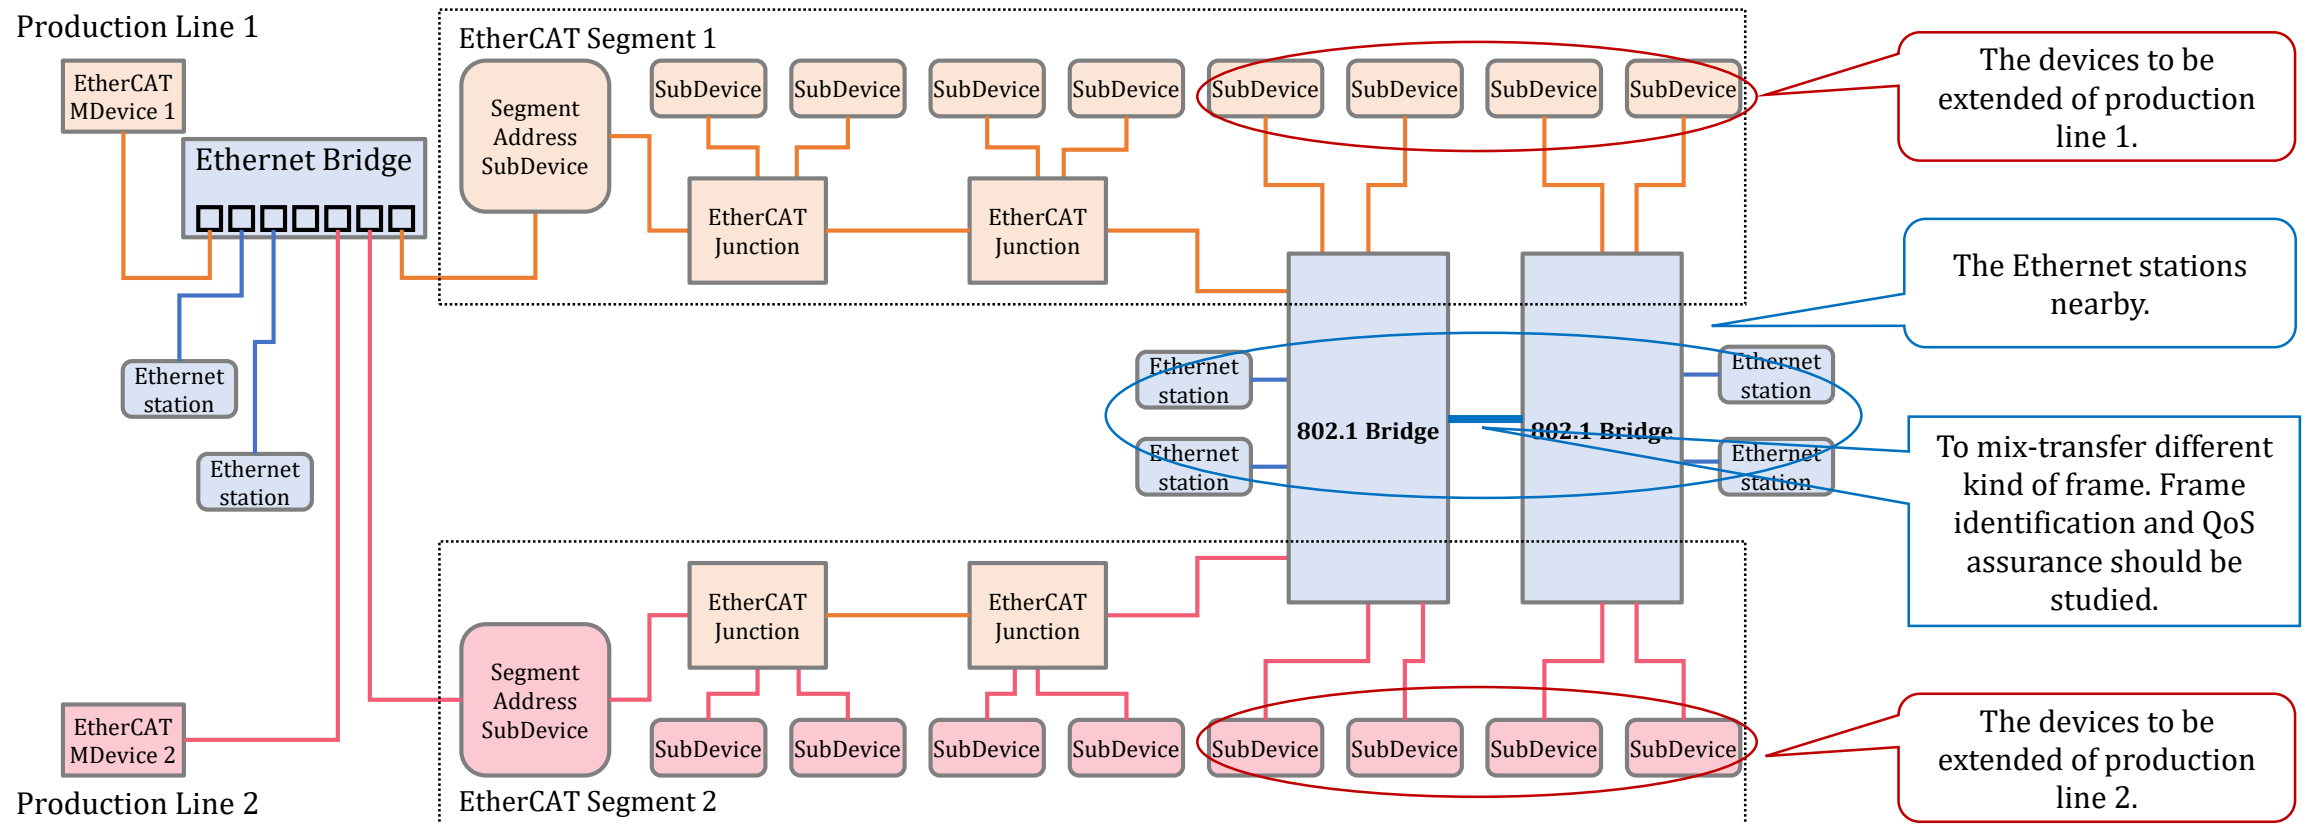 Production Line 1
EtherCAT
MDevice 1
Ethernet Bridge
EtherCAT Segment 1
Segment
Address
SubDevice
SubDevice
SubDevice
SubDevice
SubDevice
SubDevice
SubDevice
SubDevice
SubDevice
EtherCAT
Junction
EtherCAT
Junction
The devices to be
extended of production
line 1.
The Ethernet stations
nearby.
Ethernet
station
Ethernet
station
Ethernet
station
Ethernet
station
802.1 Bridge
802.1 Bridge
Ethernet
station
Ethernet
station
To mix-transfer different
kind of frame. Frame
identification and QoS
assurance should be
studied.
EtherCAT
Junction
EtherCAT
Junction
Segment
Address
SubDevice
EtherCAT
MDevice 2
SubDevice
SubDevice
SubDevice
SubDevice
SubDevice
SubDevice
SubDevice
SubDevice
The devices to be
extended of production
line 2.
Production Line 2
EtherCAT Segment 2